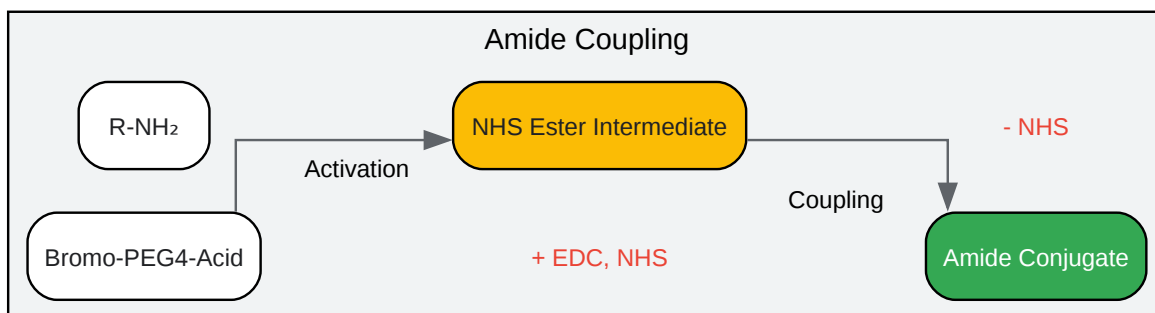 Amide Coupling
R-NH₂
NHS Ester Intermediate
- NHS
Activation
Coupling
Bromo-PEG4-Acid
+ EDC, NHS
Amide Conjugate